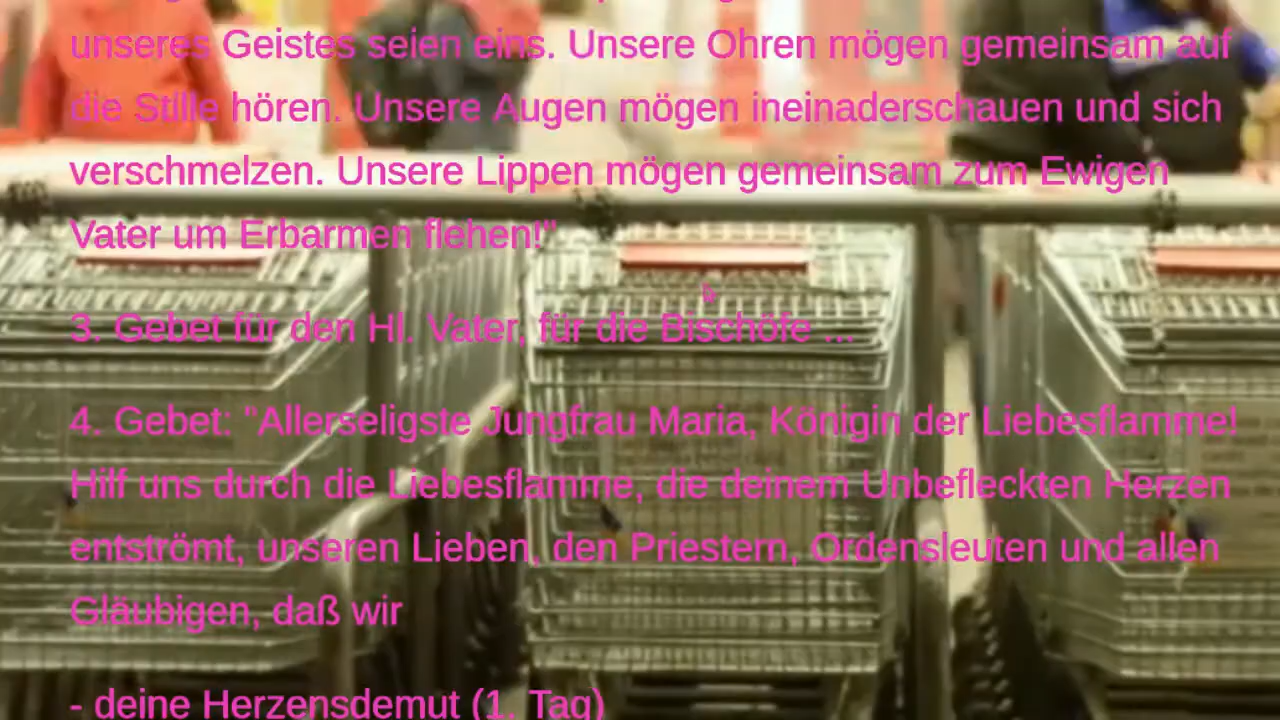 unseres Geistes seien eins. Unsere Ohren mögen gemeinsam auf
die Stille hören. Unsere Augen mögen ineinaderschauen und sich
verschmelzen. Unsere Lippen mögen gemeinsam zum Ewigen
Vater um Erbarmen flehen!"
3. Gebet für den Hl. Vater, für die Bischöfe ...
4. Gebet: "Allerseligste Jungfrau Maria, Königin der Liebesflamme!
Hilf uns durch die Liebesflamme, die deinem Unbefleckten Herzen
entströmt, unseren Lieben, den Priestern, Ordensleuten und allen
Gläubigen, daß wir
- deine Herzensdemut (1. Tag)